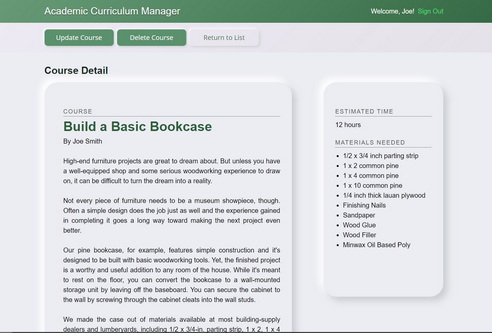 Academic Curriculum Manager
Welcome, Joe! Sign Out
Update Course
Delete Course
Return to List
Course Detail
COURSE
Build a Basic Bookcase
By Joe Smith
High-end furniture projects are great to dream about. But unless you have
a well-equipped shop and some serious woodworking experience to draw
on, it can be difficult to turn the dream into a reality.
Not every piece of furniture needs to be a museum showpiece, though.
Often a simple design does the job just as well and the experience gained
in completing it goes a long way toward making the next project even
better.
Our pine bookcase, for example, features simple construction and it's
designed to be built with basic woodworking tools. Yet, the finished project
is a worthy and useful addition to any room of the house. While it's meant
to rest on the floor, you can convert the bookcase to a wall-mounted
storage unit by leaving off the baseboard. You can secure the cabinet to
the wall by screwing through the cabinet cleats into the wall studs.
We made the case out of materials available at most building-supply
dealers and lumberyards, including 1/2 x 3/4-in. parting strip, 1 x 2, 1 x 4
ESTIMATED TIME
12 hours
MATERIALS NEEDED
1/2 x 3/4 inch parting strip
1 x 2 common pine
1 x 4 common pine
1 x 10 common pine
1/4 inch thick lauan plywood
Finishing Nails
Sandpaper
Wood Glue
Wood Filler
Minwax Oil Based Poly